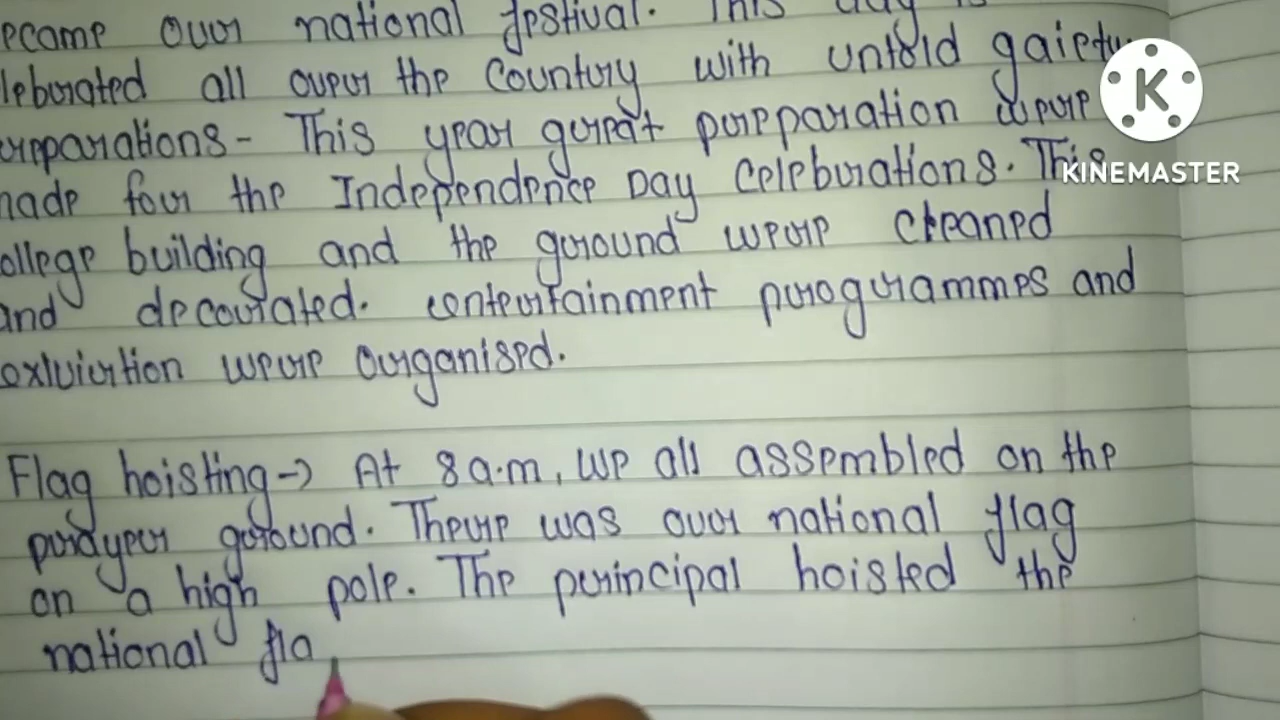 ecome our national festival. This day is
lebrated all over the Country with untold gaiety
reparations - This year great prepparation were
made for the Independence Day Celebrations. This
ollege building and the ground were cleaned
and decorated. entertainment programmes and
were organised.
Flag hoisting → At 8 a.m, we all assembled on the
prayer ground. There was our national flag
on a high pole. The principal hoisted the
national fla
K
KINEMASTER